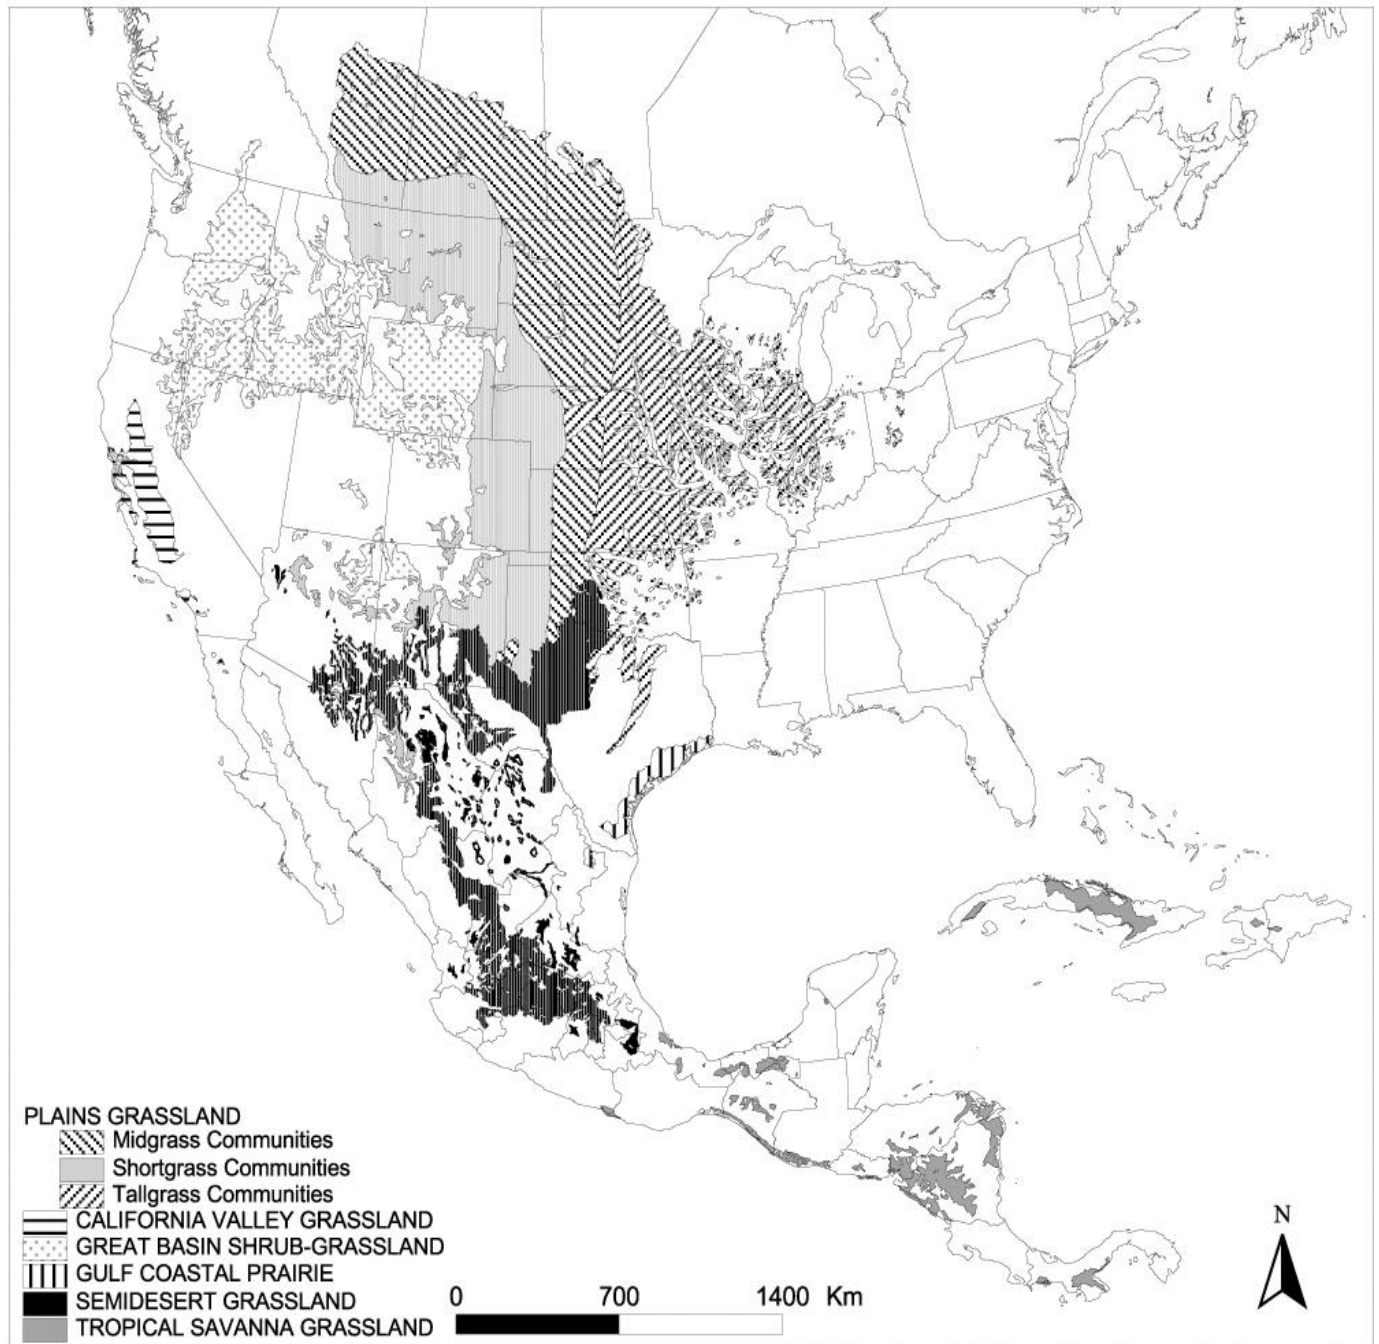 PLAINS GRASSLAND
Midgrass Communities
Shortgrass Communities
Tallgrass Communities
CALIFORNIA VALLEY GRASSLAND
GREAT BASIN SHRUB-GRASSLAND
GULF COASTAL PRAIRIE
SEMIDESERT GRASSLAND
TROPICAL SAVANNA GRASSLAND
0 700 1400 Km
N